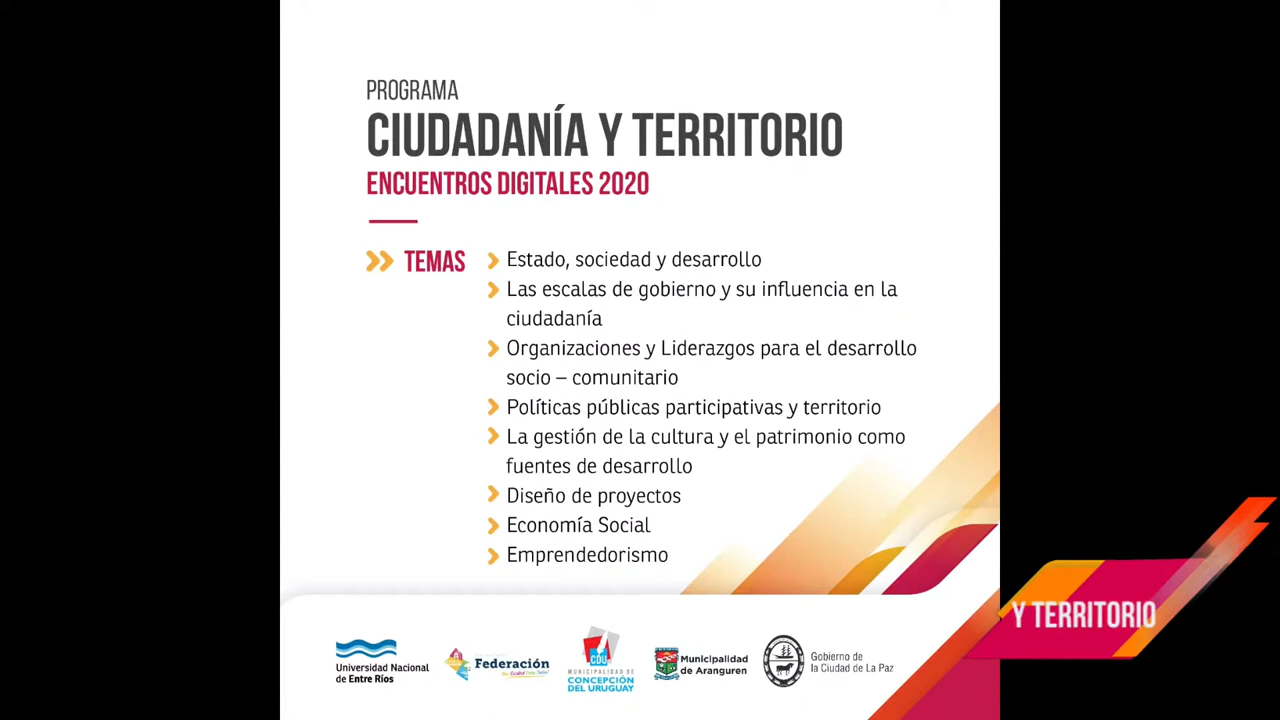 PROGRAMA
CIUDADANÍA Y TERRITORIO
ENCUENTROS DIGITALES 2020
TEMAS
Estado, sociedad y desarrollo
Las escalas de gobierno y su influencia en la
ciudadanía
Organizaciones y Liderazgos para el desarrollo
socio – comunitario
Políticas públicas participativas y territorio
La gestión de la cultura y el patrimonio como
fuentes de desarrollo
Diseño de proyectos
Economía Social
Emprendedorismo
Y TERRITORIO
Universidad Nacional
de Entre Ríos
Federación
CDU
MUNICIPALIDAD DE
CONCEPCIÓN
DEL URUGUAY
Municipalidad
de Aranguren
Gobierno de
la Ciudad de La Paz